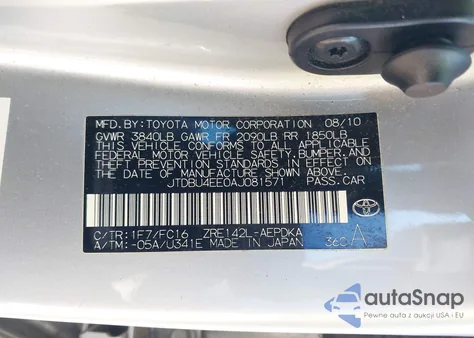 MFD.BY:TOYOTA MOTOR CORPORATION 08/10
GVWR 3840LB GAWR FR 2090LB RR 1850LB
THIS VEHICLE CONFORMS TO ALL APPLICABLE
FEDERAL MOTOR VEHICLE SAFETY,BUMPER,AND
THEFT PREVENTION STANDARDS IN EFFECT ON
THE DATE OF MANUFACTURE SHOWN ABOVE.
JTDBU4EE0AJ081571 PASS.CAR
C/TR:1F7/FC16 ZRE142L-AEPDKA
A/TM:-05A/U341E MADE IN JAPAN 36C A
autoSnap
Pewne auta z aukcji USA - EU